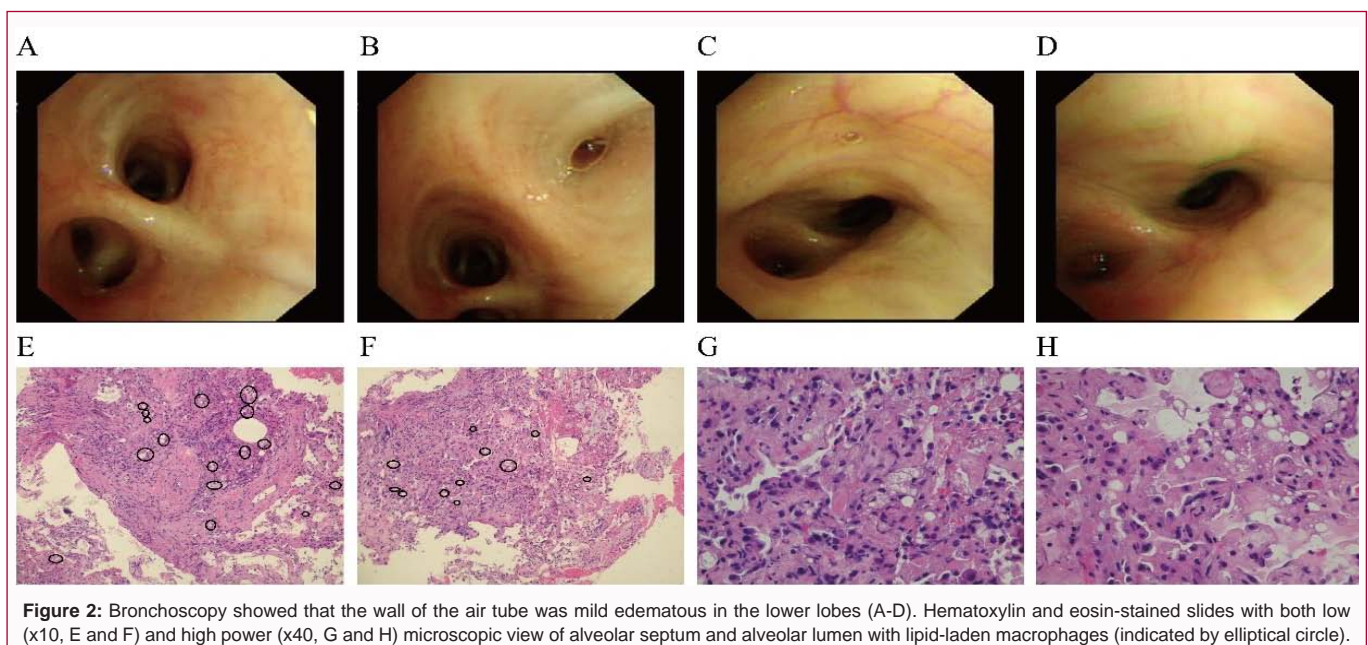 A B C D
E F G H
Figure 2: Bronchoscopy showed that the wall of the air tube was mild edematous in the lower lobes (A-D). Hematoxylin and eosin-stained slides with both low
(x10, E and F) and high power (x40, G and H) microscopic view of alveolar septum and alveolar lumen with lipid-laden macrophages (indicated by elliptical circle).